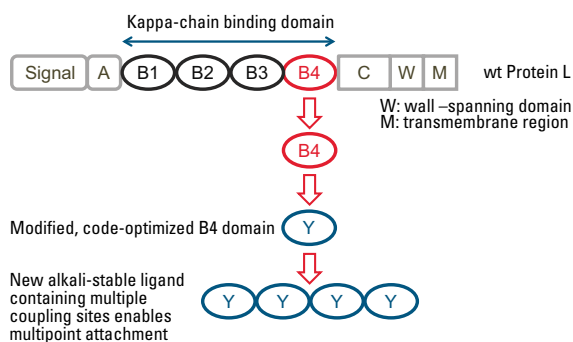 Kappa-chain binding domain
Signal A B1 B2 B3 B4 C W M wt Protein L
W: wall –spanning domain
M: transmembrane region
B4
Modified, code-optimized B4 domain Y
New alkali-stable ligand
containing multiple
coupling sites enables
multipoint attachment
Y Y Y Y